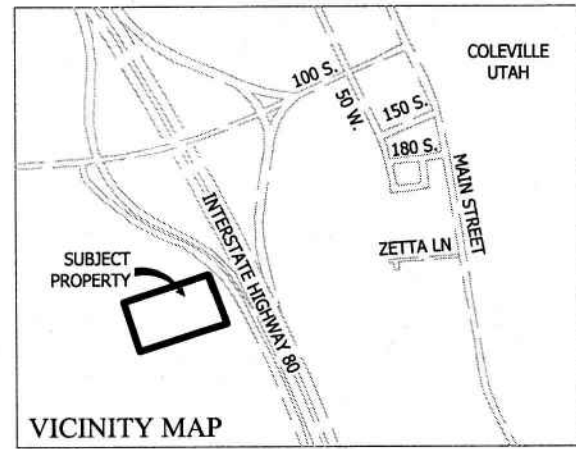 COLEVILLE
UTAH
100 S.
50 W.
150 S.
180 S.
MAIN STREET
ZETTA LN
INTERSTATE HIGHWAY 80
SUBJECT
PROPERTY
VICINITY MAP